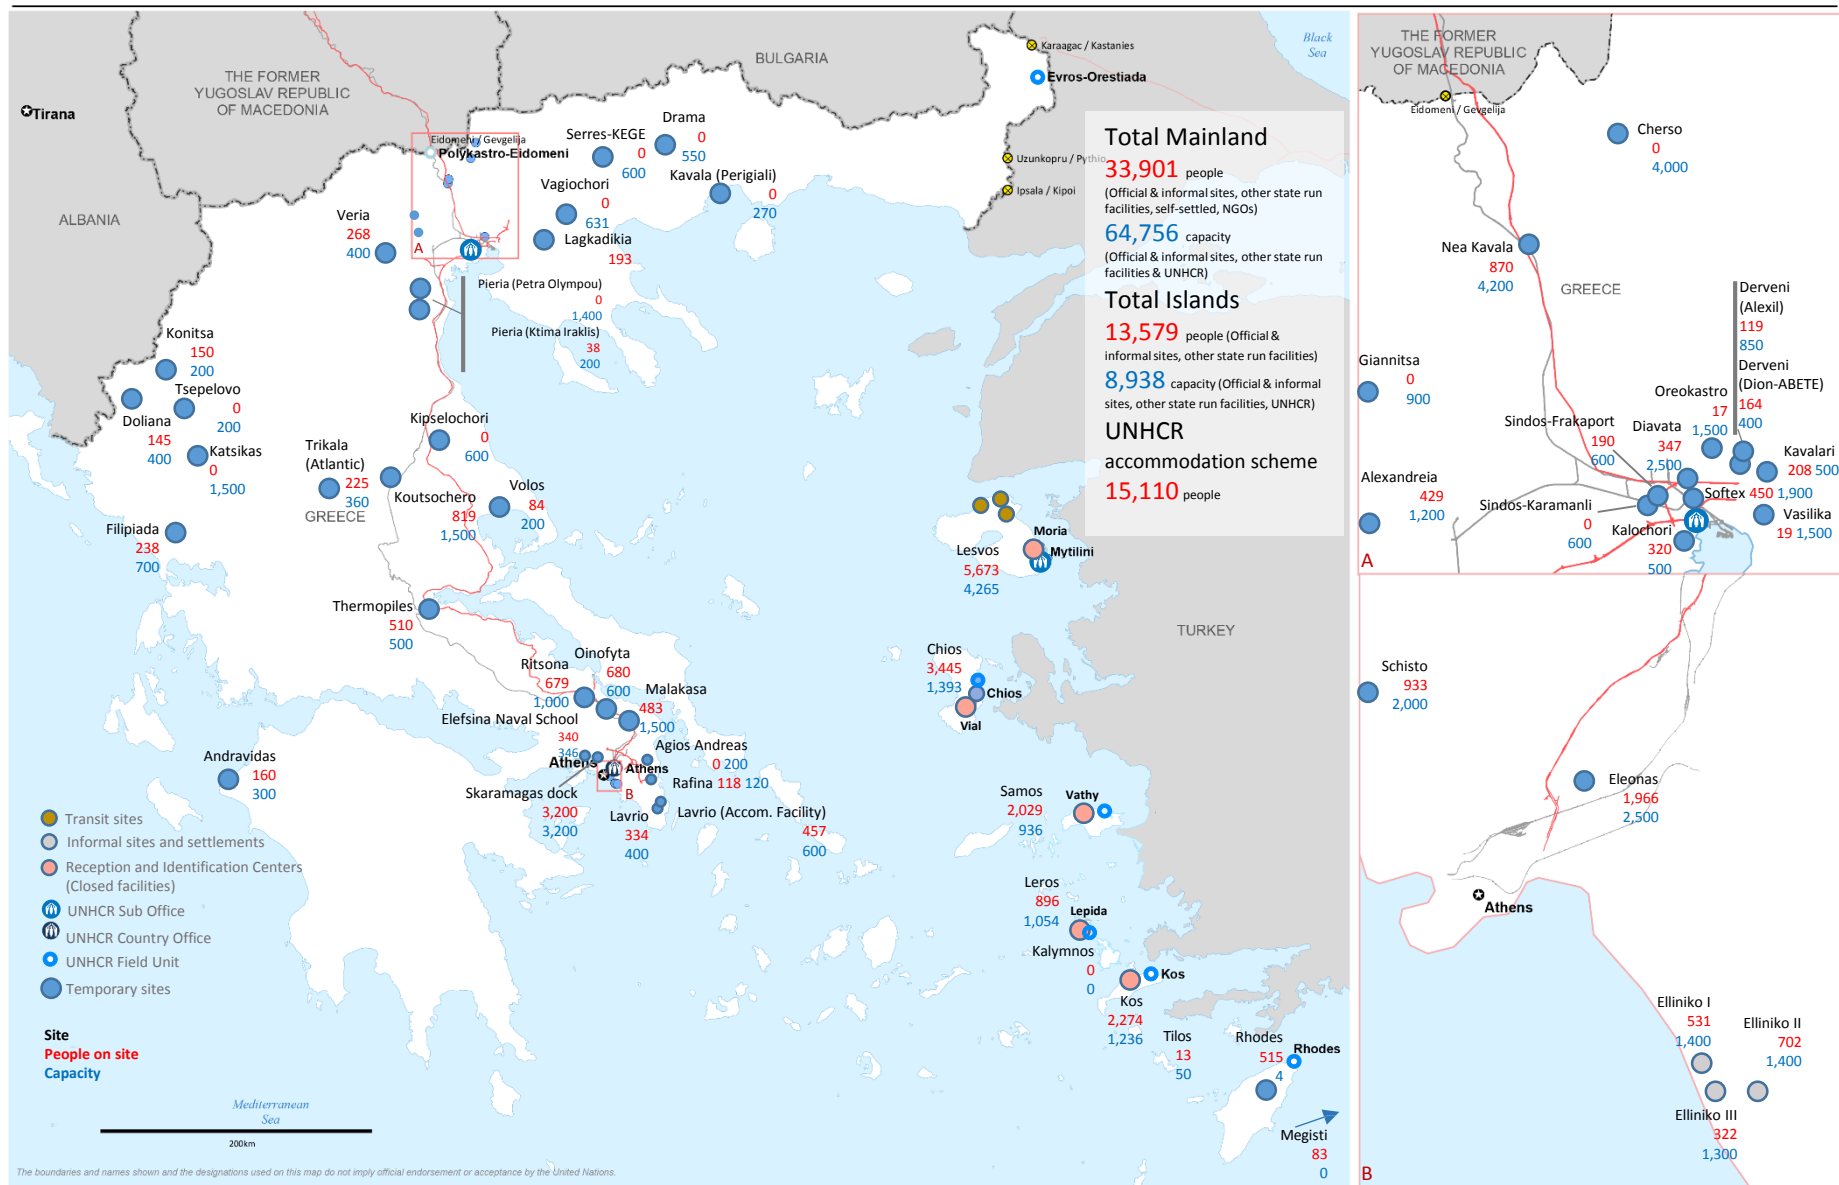 Black
Sea
BULGARIA
THE FORMER
YUGOSLAV REPUBLIC
OF MACEDONIA
Tirana
ALBANIA
Karaagac / Kastanies
Evros-Orestiada
Uzunkopru / Pythio
Ipsala / Kipoi
Eidomeni / Gevgelija
Polykastro-Eidomeni
A
Serres-KEGE
0
600
Drama
0
550
Kavala (Perigiali)
0
270
Vagiochori
0
631
Lagkadikia
193
Veria
268
400
Pieria (Petra Olympou)
0
1,400
Pieria (Ktima Iraklis)
38
200
Konitsa
150
200
Tsepelovo
0
200
Doliana
145
400
Katsikas
0
1,500
Kipselochori
0
600
Trikala
(Atlantic)
225
360
Koutsochero
819
1,500
Volos
84
200
GREECE
Filipiada
238
700
Thermopiles
510
500
Ritsona
679
1,000
Oinofyta
680
600
Malakasa
483
1,500
Elefsina Naval School
340
346
Athens
Athens
B
Agios Andreas
0 200
Rafina 118 120
Skaramagas dock
3,200
3,200
Lavrio
334
400
Lavrio (Accom. Facility)
457
600
Andravidas
160
300
Total Mainland
33,901 people
(Official & informal sites, other state run
facilities, self-settled, NGOs)
64,756 capacity
(Official & informal sites, other state run
facilities & UNHCR)
Total Islands
13,579 people (Official &
informal sites, other state run facilities)
8,938 capacity (Official & informal
sites, other state run facilities, UNHCR)
UNHCR
accommodation scheme
15,110 people
Moria
Mytilini
Lesvos
5,673
4,265
TURKEY
Chios
3,445
1,393
Chios
Vial
Samos
2,029
936
Vathy
Leros
896
1,054
Lepida
Kalymnos
0
0
Kos
Kos
2,274
1,236
Tilos
13
50
Rhodes
515
4
Rhodes
Megisti
83
0
Transit sites
Informal sites and settlements
Reception and Identification Centers
(Closed facilities)
UNHCR Sub Office
UNHCR Country Office
UNHCR Field Unit
Temporary sites
Site
People on site
Capacity
Mediterranean
Sea
200km
The boundaries and names shown and the designations used on this map do not imply official endorsement or acceptance by the United Nations.
THE FORMER
YUGOSLAV REPUBLIC
OF MACEDONIA
Eidomeni / Gevgelija
Cherso
0
4,000
Nea Kavala
870
4,200
GREECE
Derveni
(Alexil)
119
850
Derveni
(Dion-ABETE)
164
400
Giannitsa
0
900
Oreokastro
17
1,500
Sindos-Frakaport
190
600
Diavata
347
2,500
Kavalari
208 500
Alexandreia
429
1,200
Softex 450 1,900
Sindos-Karamanli
0
600
Vasilika
19 1,500
Kalochori
320
500
A
Schisto
933
2,000
Eleonas
1,966
2,500
Athens
Elliniko I
531
1,400
Elliniko II
702
1,400
Elliniko III
322
1,300
B